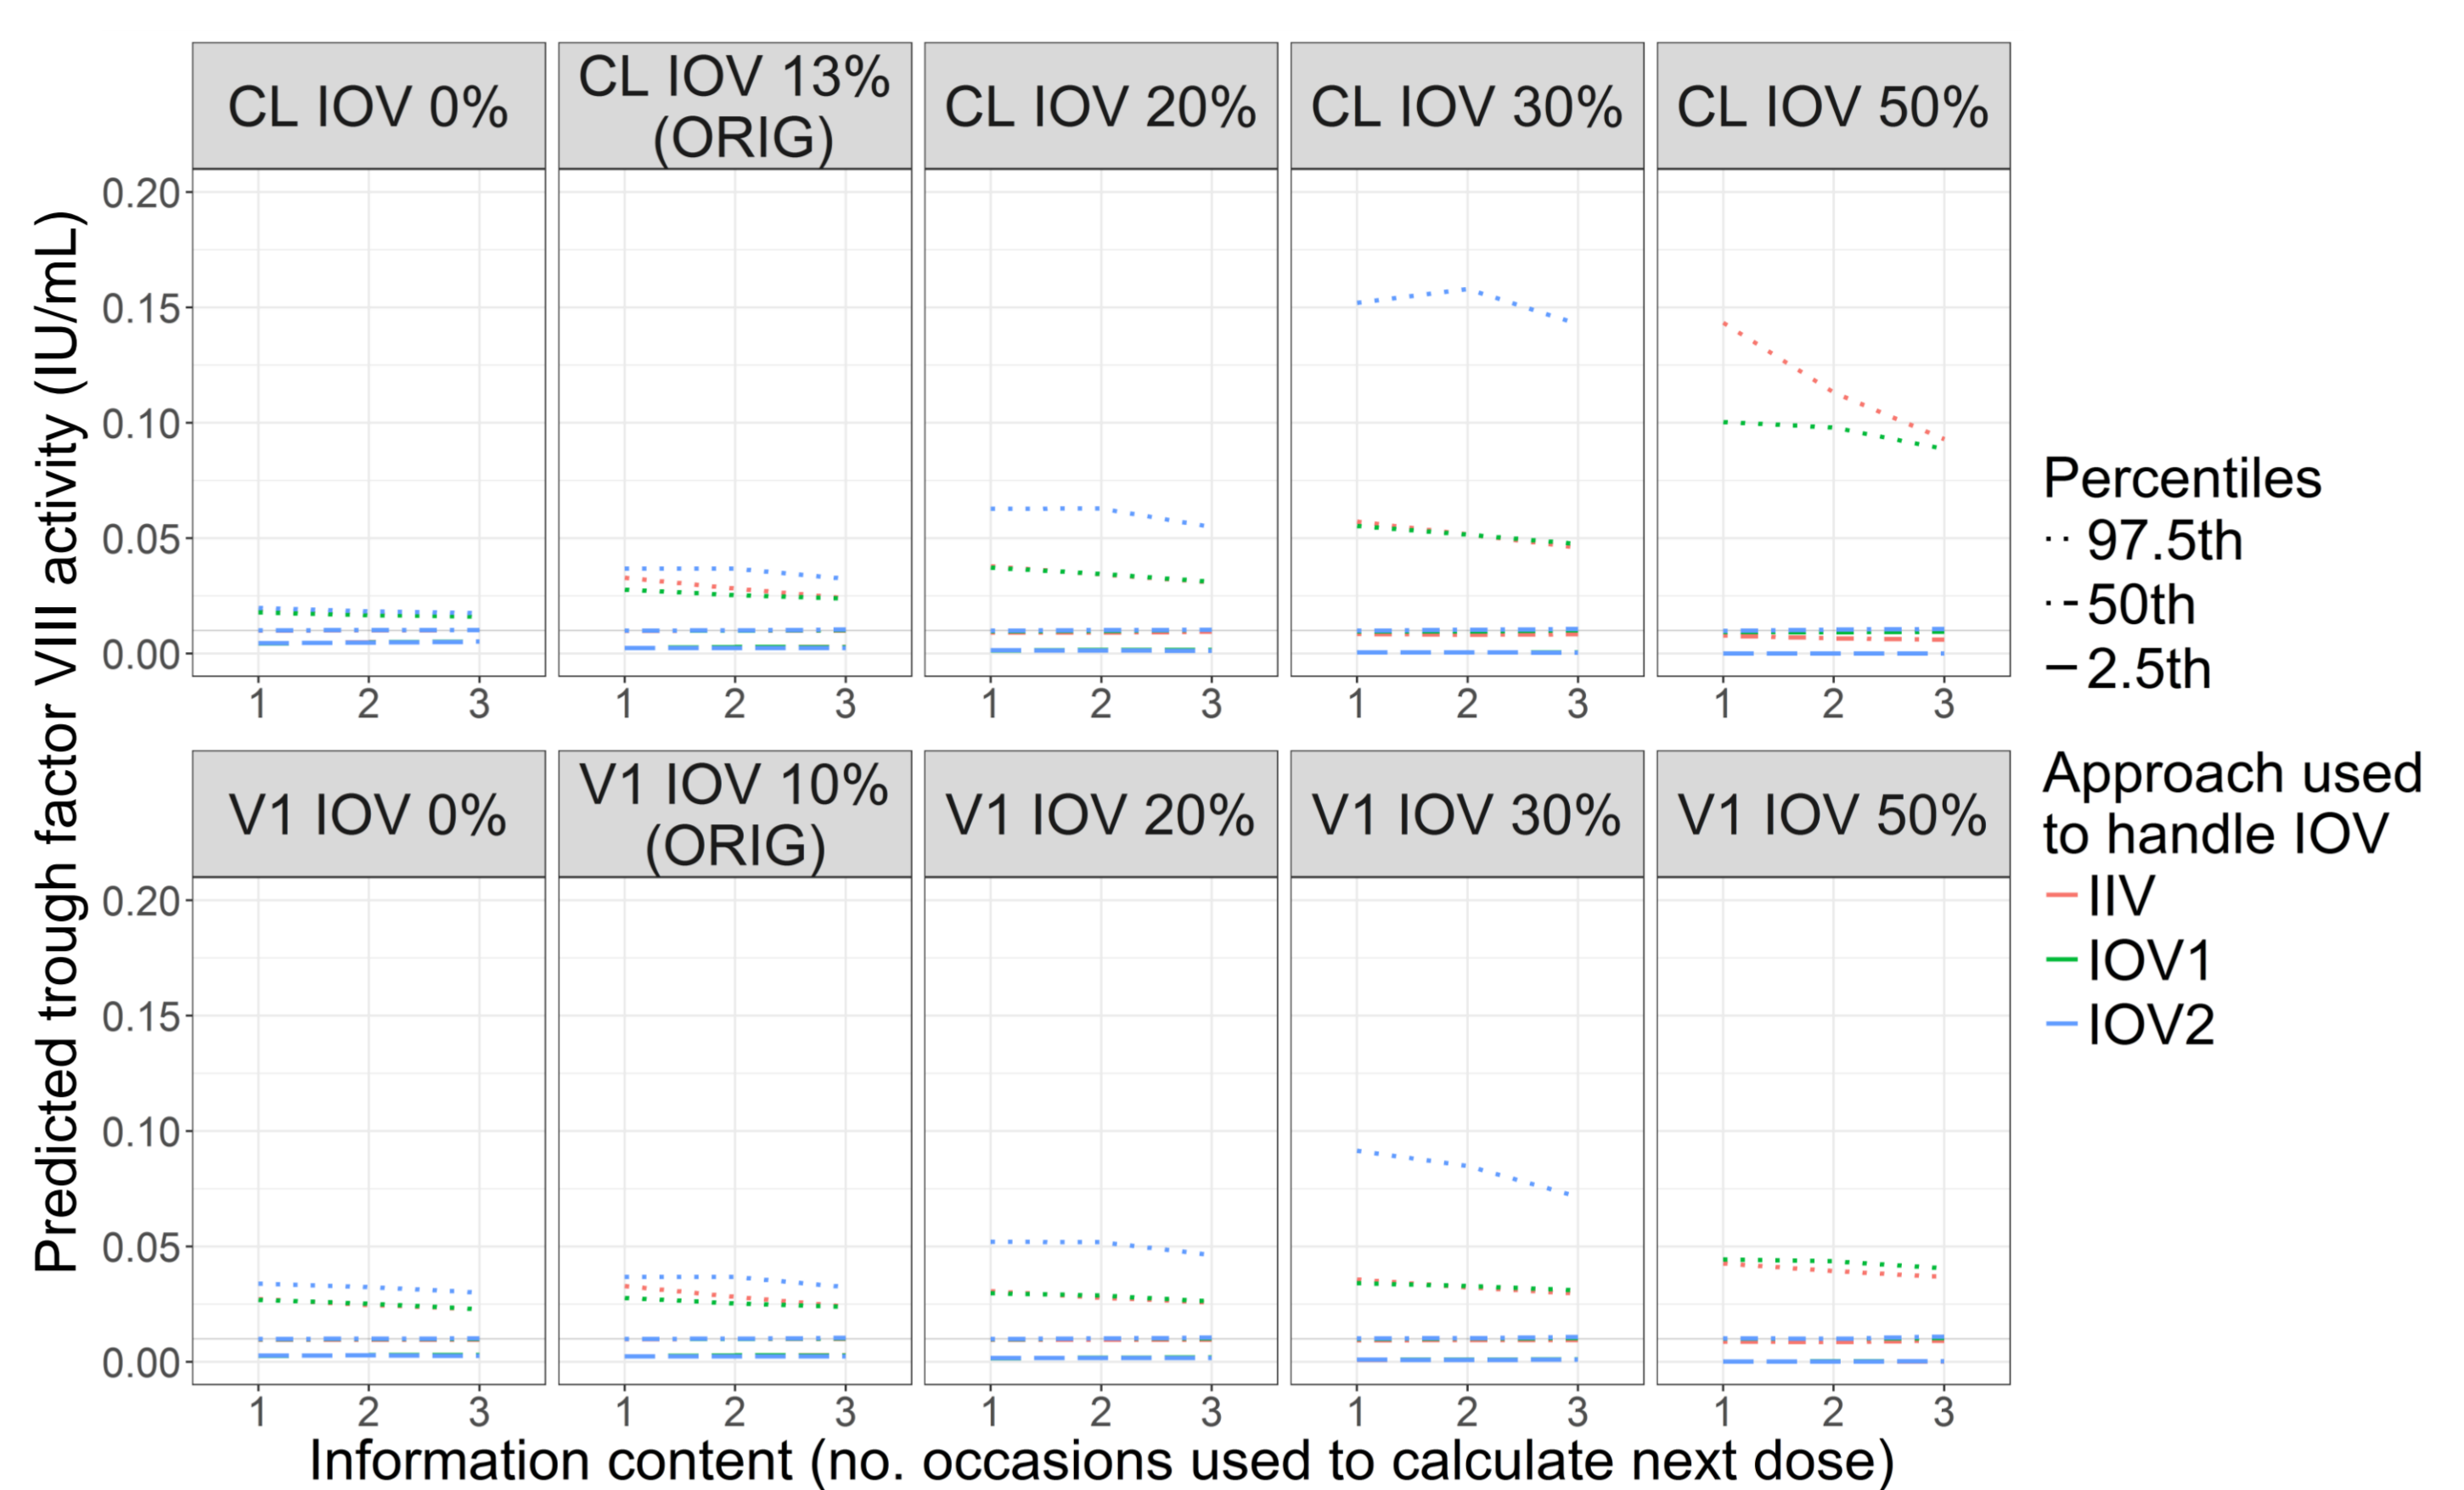 CL IOV 0%
CL IOV 13%
(ORIG)
CL IOV 20%
CL IOV 30%
CL IOV 50%
Predicted trough factor VIII activity (IU/mL)
0.20
0.15
0.10
0.05
0.00
1 2 3
1 2 3
1 2 3
1 2 3
1 2 3
V1 IOV 0%
V1 IOV 10%
(ORIG)
V1 IOV 20%
V1 IOV 30%
V1 IOV 50%
0.20
0.15
0.10
0.05
0.00
1 2 3
1 2 3
1 2 3
1 2 3
1 2 3
Information content (no. occasions used to calculate next dose)
Percentiles
97.5th
50th
2.5th
Approach used
to handle IOV
IIV
IOV1
IOV2